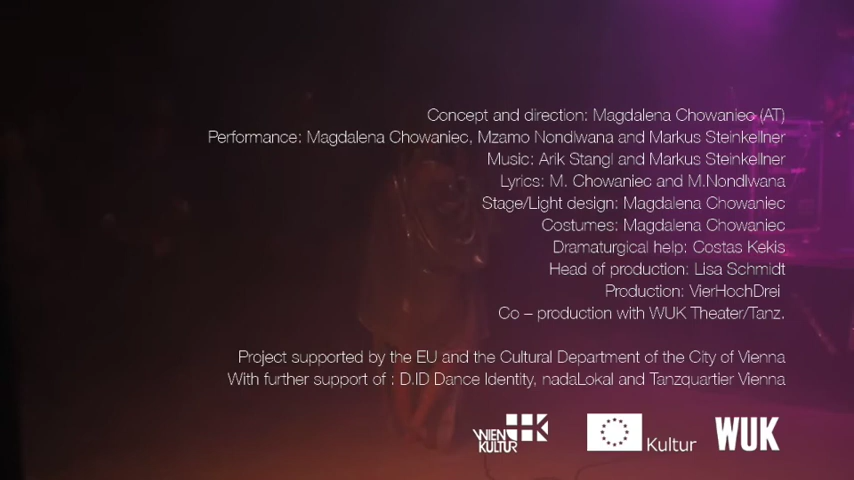 Concept and direction: Magdalena Chowaniec (AT)
Performance: Magdalena Chowaniec, Mzamo Nondlwana and Markus Steinkellner
Music: Arik Stangl and Markus Steinkellner
Lyrics: M. Chowaniec and M.Nondlwana
Stage/Light design: Magdalena Chowaniec
Costumes: Magdalena Chowaniec
Dramaturgical help: Costas Kekis
Head of production: Lisa Schmidt
Production: VierHochDrei
Co – production with WUK Theater/Tanz.
Project supported by the EU and the Cultural Department of the City of Vienna
With further support of : D.ID Dance Identity, nadaLokal and Tanzquartier Vienna
WIEN
KULTUR
Kultur
WUK